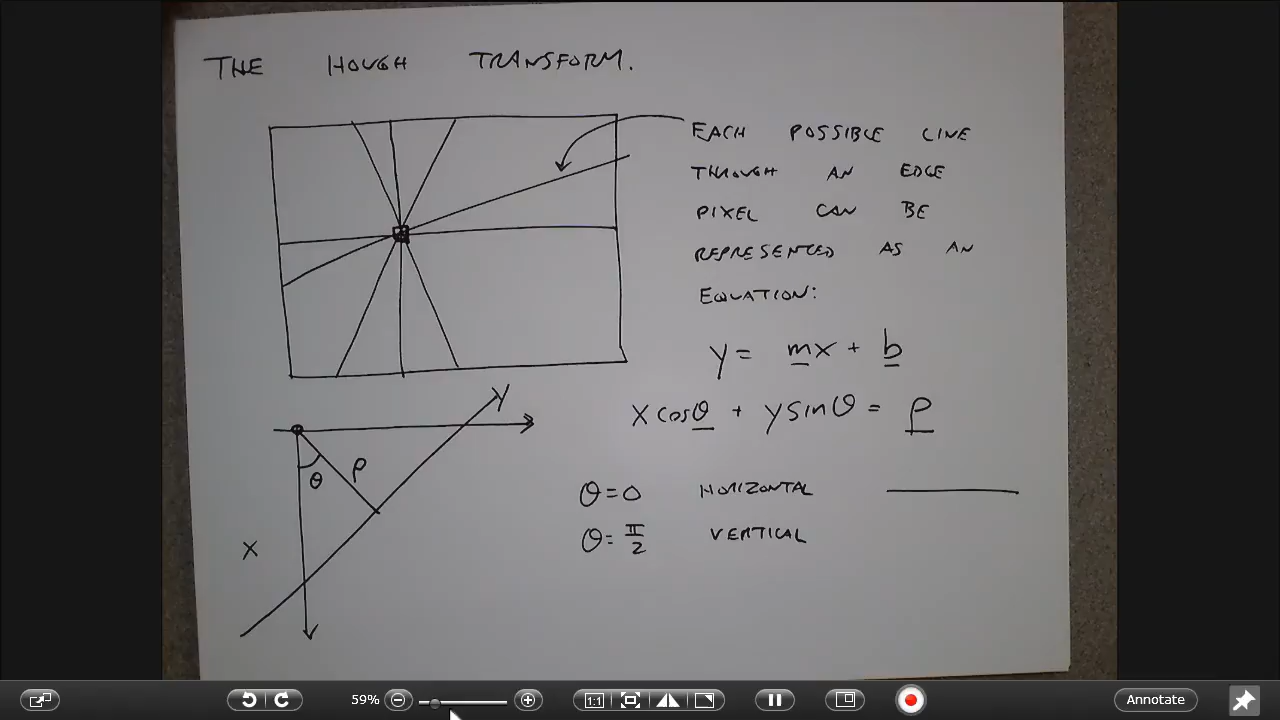 THE HOUGH TRANSFORM.
EACH POSSIBLE LINE
THROUGH AN EDGE
PIXEL CAN BE
REPRESENTED AS AN
EQUATION:
y = mx + b
x cosθ + y sinθ = ρ
y
θ ρ
x
θ=0 HORIZONTAL
θ= π/2 VERTICAL
59% 1:1 Annotate